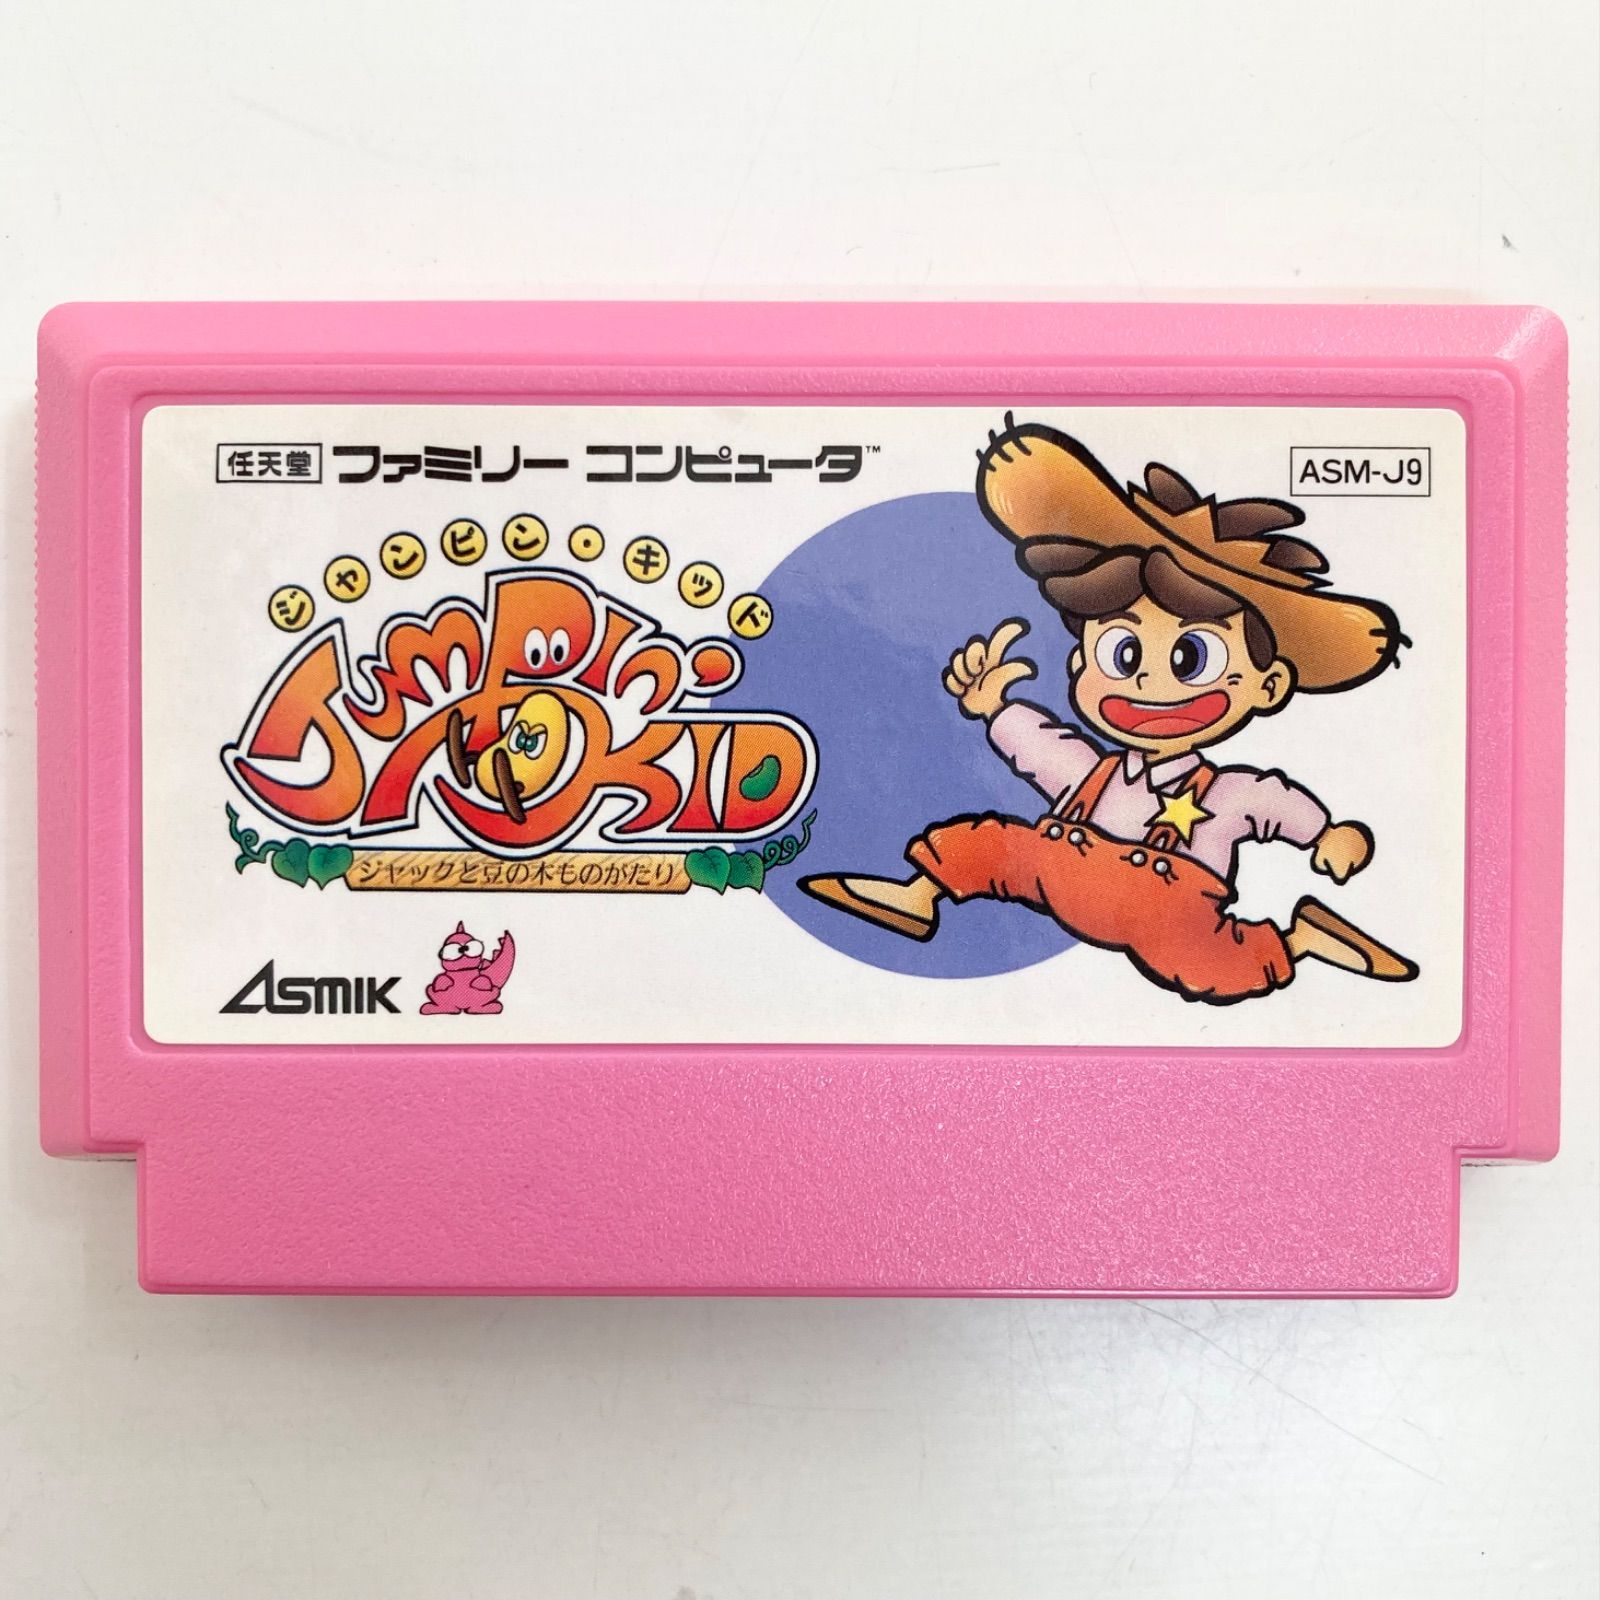 任天堂 ファミリー コンピュータ™
ASM-J9
ジャンピン・キッド
JUMPIN' KID
ジャックと豆の木ものがたり
ASMIK